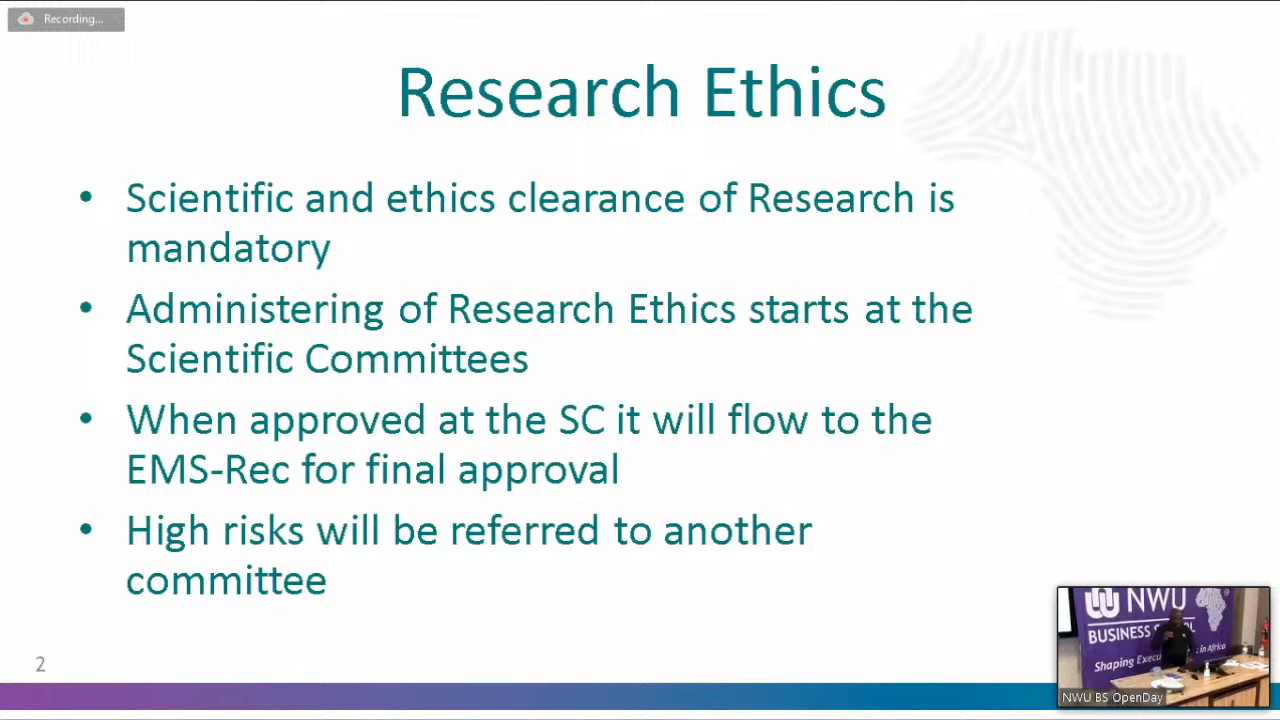 Recording...
Research Ethics
• Scientific and ethics clearance of Research is
mandatory
• Administering of Research Ethics starts at the
Scientific Committees
• When approved at the SC it will flow to the
EMS-Rec for final approval
• High risks will be referred to another
committee
2
NWU
BUSINESS
Shaping in Africa
NWU BS OpenDay